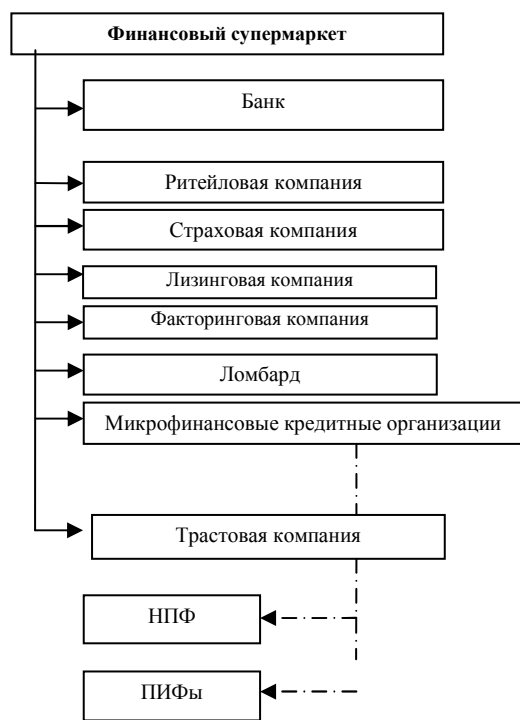 Финансовый супермаркет
Банк
Ритейловая компания
Страховая компания
Лизинговая компания
Факторинговая компания
Ломбард
Микрофинансовые кредитные организации
Трастовая компания
НПФ
ПИФы